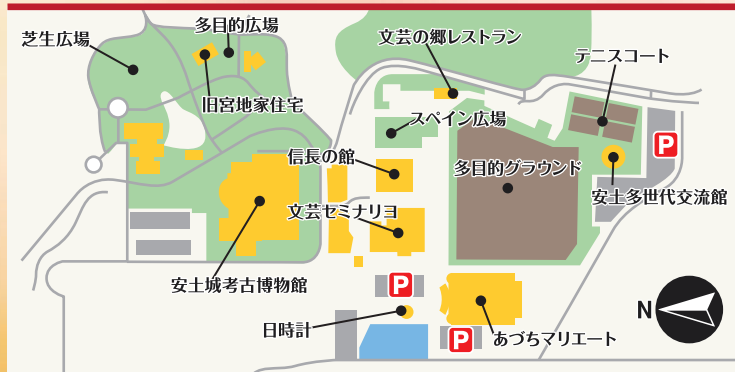 多目的広場
芝生広場
文芸の郷レストラン
テニスコート
旧宮地家住宅
スペイン広場
P
信長の館
多目的グラウンド
安土多世代交流館
文芸セミナリヨ
安土城考古博物館
P
N
日時計
P
あづちマリエート